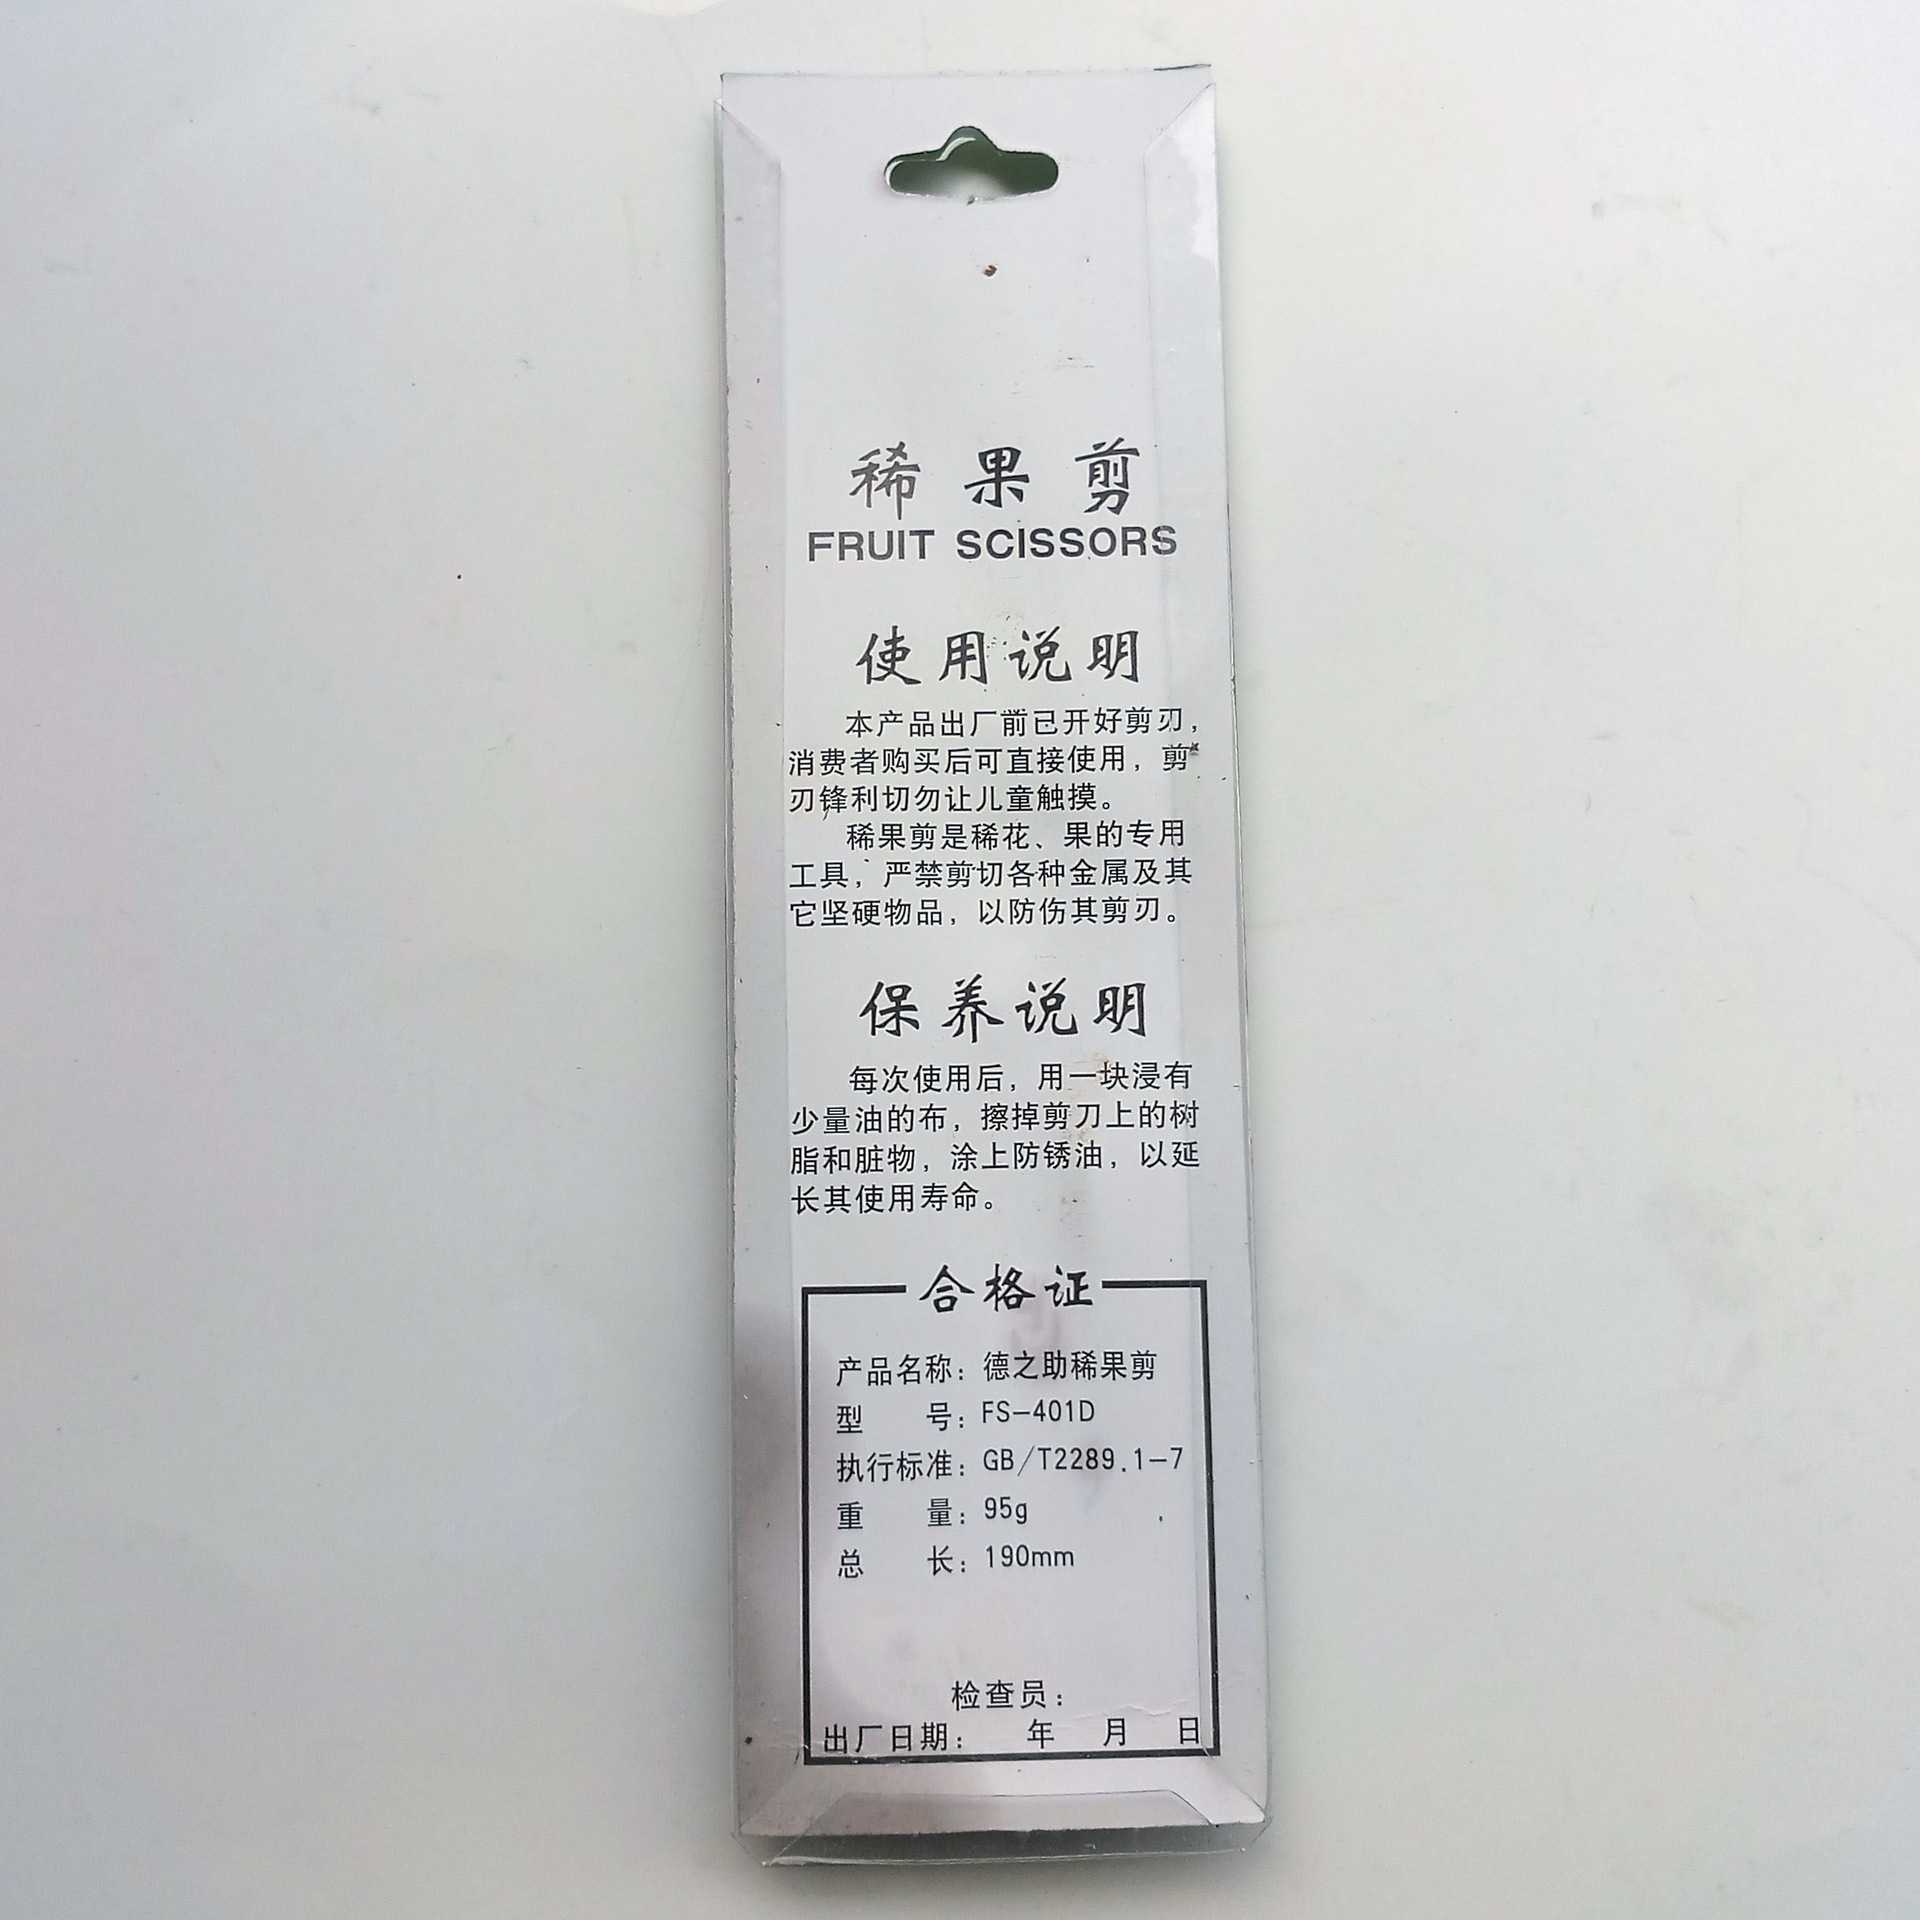 稀果剪
FRUIT SCISSORS
使用说明
本产品出厂前已开好剪刃，
消费者购买后可直接使用，剪
刃锋利切勿让儿童触摸。
稀果剪是稀花、果的专用
工具，严禁剪切各种金属及其
它坚硬物品，以防伤其剪刃。
保养说明
每次使用后，用一块浸有
少量油的布，擦掉剪刀上的树
脂和脏物，涂上防锈油，以延
长其使用寿命。
合格证
产品名称：德之助稀果剪
型 号：FS-401D
执行标准：GB/T2289.1-7
重 量：95g
总 长：190mm
检查员：
出厂日期： 年 月 日